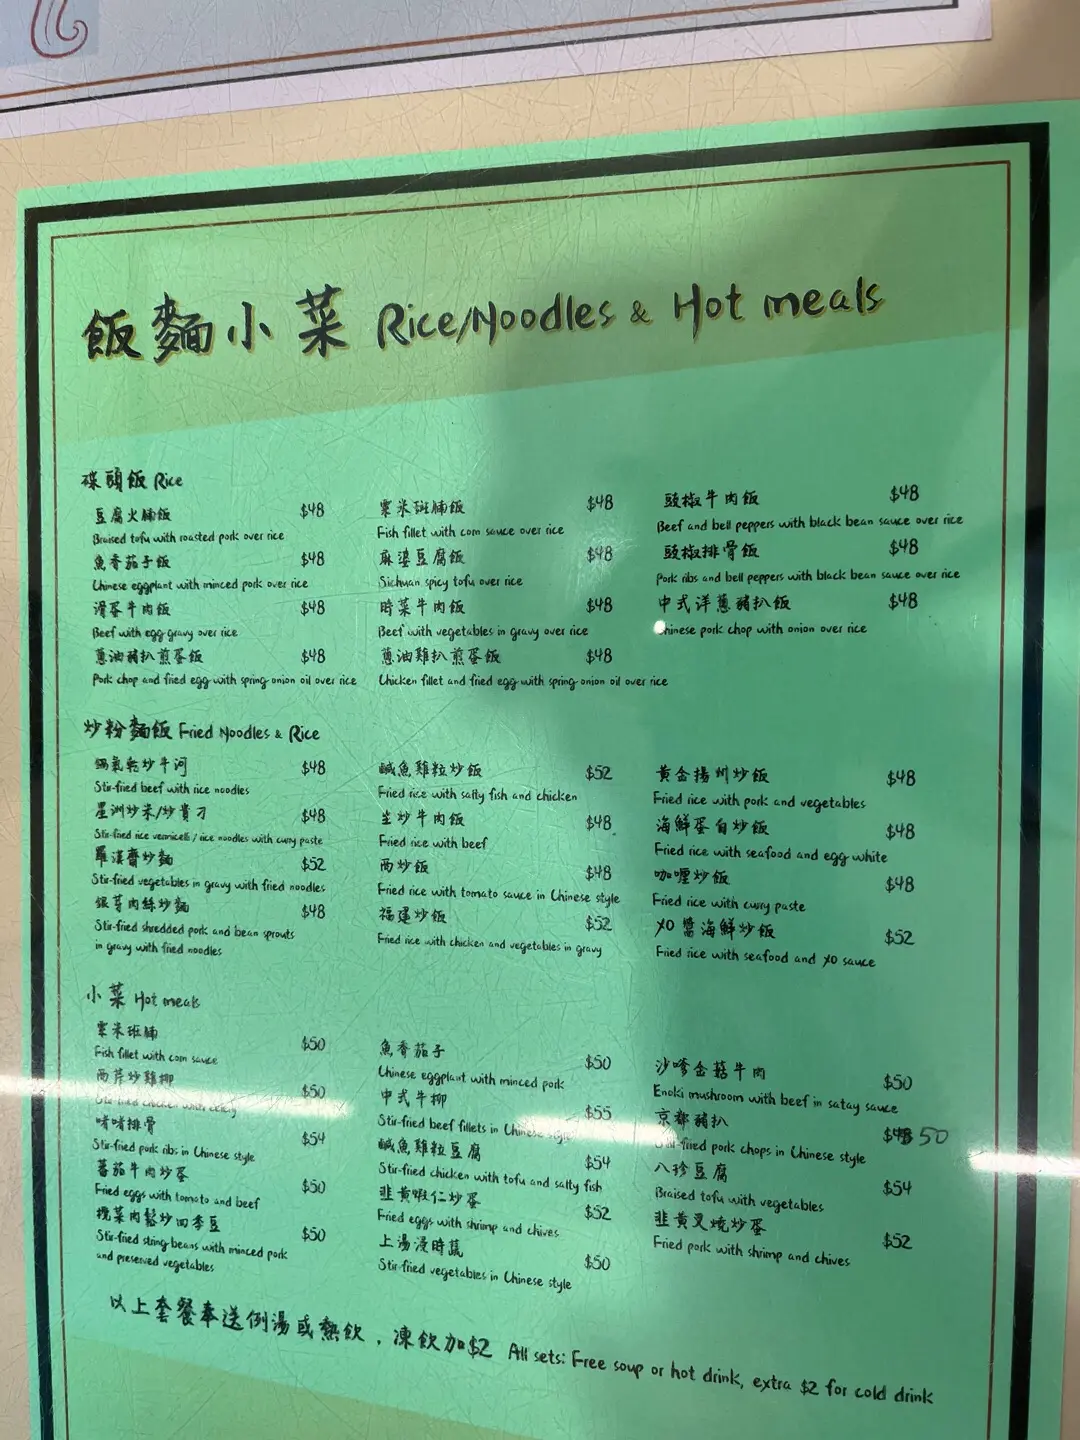 飯麵小菜 Rice/Noodles & Hot meals
碟頭飯 Rice
豆腐火腩飯 $48
Braised tofu with roasted pork over rice
魚香茄子飯 $48
Chinese eggplant with minced pork over rice
滑蛋牛肉飯 $48
Beef with egg gravy over rice
蔥油豬扒煎蛋飯 $48
Pork chop and fried egg with spring onion oil over rice
粟米斑腩飯 $48
Fish fillet with corn sauce over rice
麻婆豆腐飯 $48
Sichuan spicy tofu over rice
時菜牛肉飯 $48
Beef with vegetables in gravy over rice
蔥油雞扒煎蛋飯 $48
Chicken fillet and fried egg with spring onion oil over rice
豉椒牛肉飯 $48
Beef and bell peppers with black bean sauce over rice
豉椒排骨飯 $48
Pork ribs and bell peppers with black bean sauce over rice
中式洋蔥豬扒飯 $48
Chinese pork chop with onion over rice
炒粉麵飯 Fried Noodles & Rice
鍋氣乾炒牛河 $48
Stir-fried beef with rice noodles
星洲炒米/炒貴刁 $48
Stir-fried rice vermicelli / rice noodles with curry paste
羅漢齋炒麵 $52
Stir-fried vegetables in gravy with fried noodles
銀芽肉絲炒麵 $48
Stir-fried shredded pork and bean sprouts
in gravy with fried noodles
鹹魚雞粒炒飯 $52
Fried rice with salty fish and chicken
生炒牛肉飯 $48
Fried rice with beef
西炒飯 $48
Fried rice with tomato sauce in Chinese style
福建炒飯 $52
Fried rice with chicken and vegetables in gravy
黃金揚州炒飯 $48
Fried rice with pork and vegetables
海鮮蛋白炒飯 $48
Fried rice with seafood and egg white
咖喱炒飯 $48
Fried rice with curry paste
XO醬海鮮炒飯 $52
Fried rice with seafood and XO sauce
小菜 Hot meals
粟米斑腩 $50
Fish fillet with corn sauce
西芹炒雞柳 $50
Stir-fried chicken with celery
啫啫排骨 $54
Stir-fried pork ribs in Chinese style
蕃茄牛肉炒蛋 $50
Fried eggs with tomato and beef
欖菜肉鬆炒四季豆 $50
Stir-fried string beans with minced pork
and preserved vegetables
魚香茄子 $50
Chinese eggplant with minced pork
中式牛柳 $55
Stir-fried beef fillets in Chinese style
鹹魚雞粒豆腐 $54
Stir-fried chicken with tofu and salty fish
韭黃蝦仁炒蛋 $52
Fried eggs with shrimp and chives
上湯浸時蔬 $50
Stir-fried vegetables in Chinese style
沙嗲金菇牛肉 $50
Enoki mushroom with beef in satay sauce
京都豬扒 $48 50
Stir-fried pork chops in Chinese style
八珍豆腐 $54
Braised tofu with vegetables
韭黃叉燒炒蛋 $52
Fried pork with shrimp and chives
以上套餐奉送例湯或熱飲，凍飲加$2 All sets: Free soup or hot drink, extra $2 for cold drink